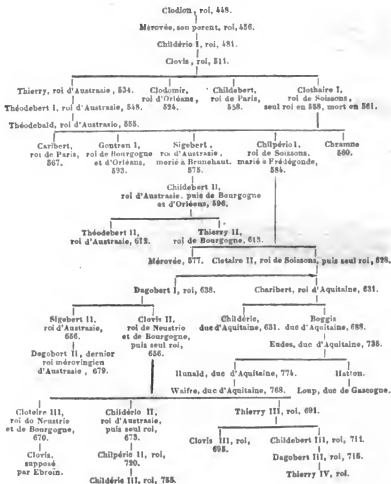 Clodion, roi, 448.
Mérovée, son parent, roi, 456.
Childéric I, roi, 481.
Clovis, roi, 511.
Thierry, roi d'Austrasie, 534.
Clodomir,
roi d'Orléans,
524.
Childebert,
roi de Paris,
558.
Clothaire I,
roi de Soissons,
seul roi en 558, mort en 561.
Théodebert I, roi d'Austrasie, 548.
Théodebald, roi d'Austrasie, 555.
Caribert,
roi de Paris,
567.
Gontran I,
roi de Bourgogne
et d'Orléans,
593.
Sigebert,
roi d'Austrasie,
marié à Brunehaut.
575.
Chilpéric I,
roi de Soissons,
marié à Frédégonde,
584.
Chramne
560.
Childebert II,
roi d'Austrasie, puis de Bourgogne
et d'Orléans, 596.
Théodebert II,
roi d'Austrasie, 612.
Thierry II,
roi de Bourgogne, 613.
Mérovée, 577.
Clotaire II, roi de Soissons, puis seul roi, 628.
Dagobert I, roi, 638.
Charibert, roi d'Aquitaine, 631.
Sigebert II,
roi d'Austrasie,
656.
Clovis II,
roi de Neustrie
et de Bourgogne,
puis seul roi,
656.
Childéric,
duc d'Aquitaine, 631.
Boggis
duc d'Aquitaine, 688.
Dagobert II, dernier
roi mérovingien
d'Austrasie, 679.
Eudes, duc d'Aquitaine, 735.
Hunald, duc d'Aquitaine, 774.
Hatton.
Waifre, duc d'Aquitaine, 768.
Loup, duc de Gascogne.
Clotaire III,
roi de Neustrie
et de Bourgogne,
670.
Childéric II,
roi d'Austrasie,
puis seul roi,
673.
Thierry III, roi, 691.
Clovis,
supposé
par Ebroin.
Chilpéric II,
720.
Clovis III, roi,
695.
Childebert III, roi, 711.
Dagobert III, roi, 715.
Childéric III, roi, 755.
Thierry IV, roi.